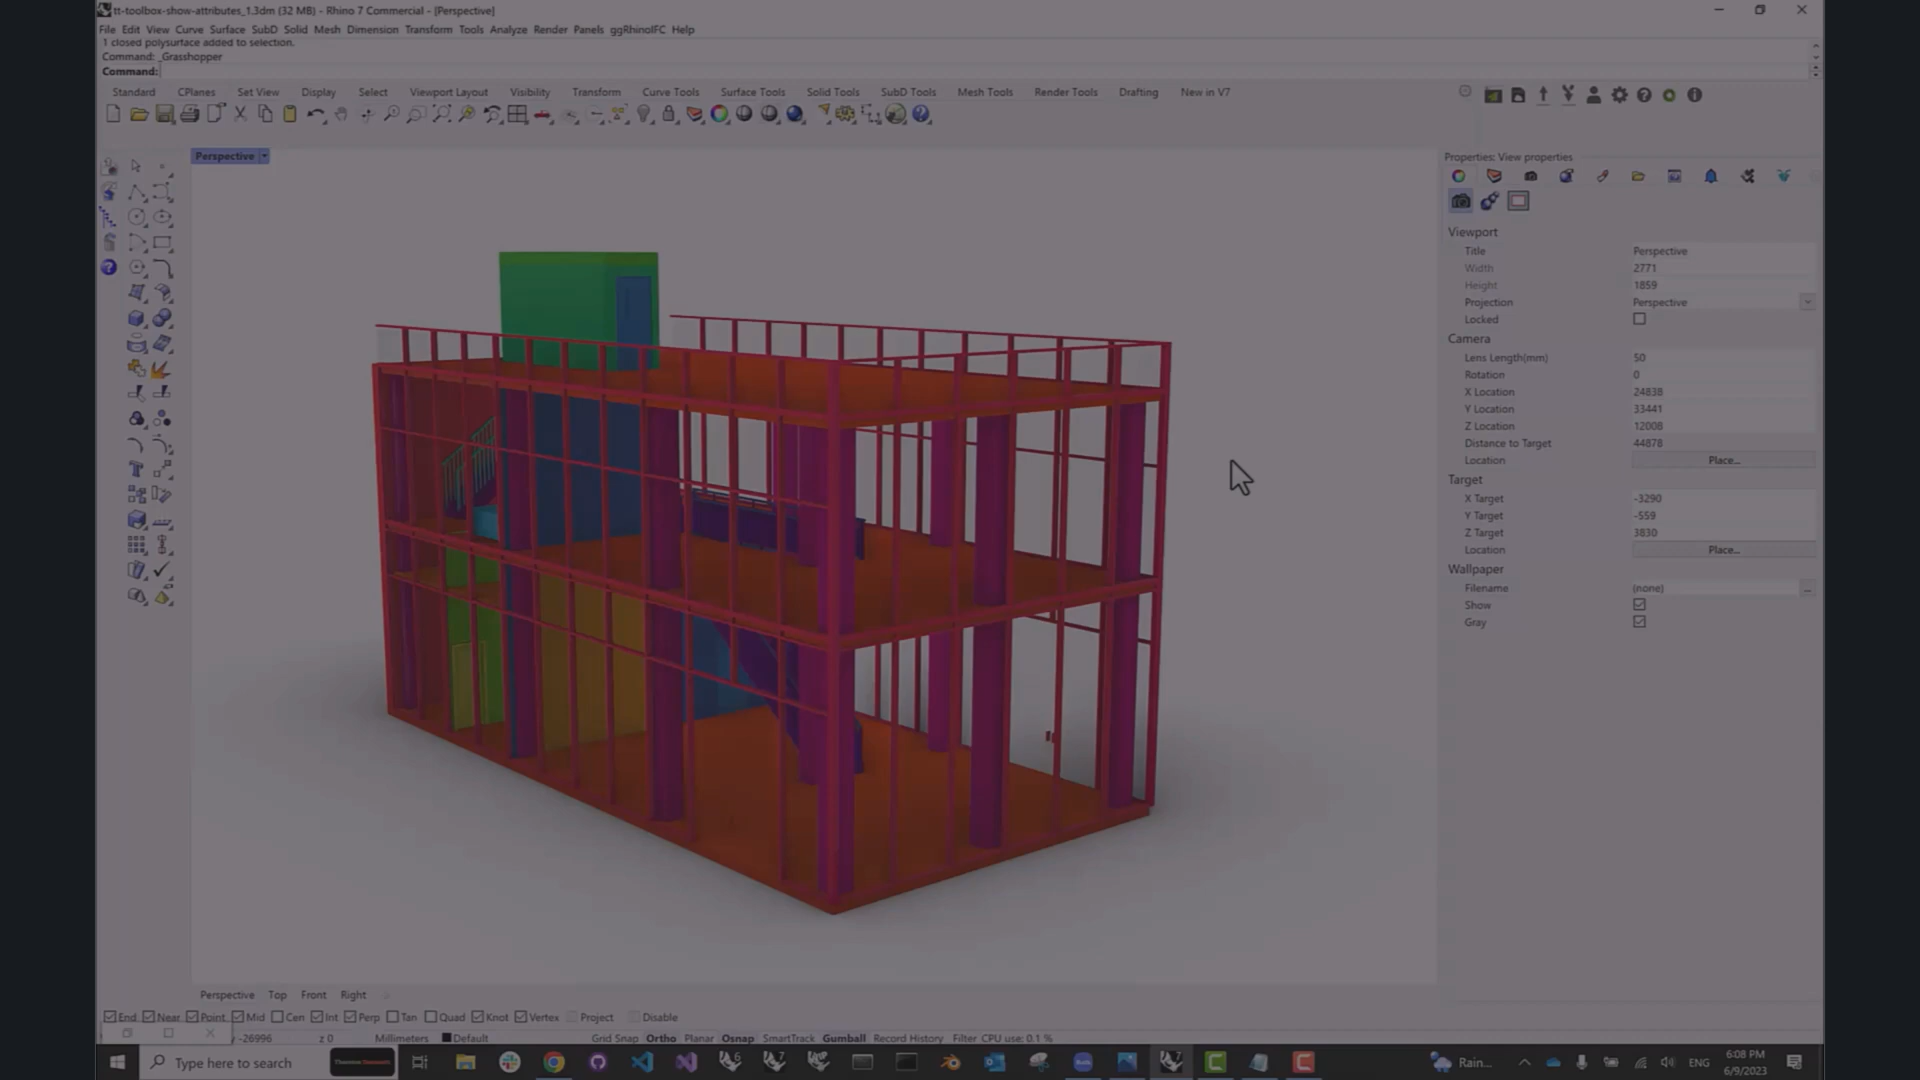 tt-toolbox-show-attributes_1.3dm (32 MB) - Rhino 7 Commercial - [Perspective]
File Edit View Curve Surface SubD Solid Mesh Dimension Transform Tools Analyze Render Panels ggRhinoIFC Help
1 closed polysurface added to selection.
Command: _Grasshopper
Command:
Standard CPlanes Set View Display Select Viewport Layout Visibility Transform Curve Tools Surface Tools Solid Tools SubD Tools Mesh Tools Render Tools Drafting New in V7
Perspective
Properties: View properties
Viewport
Title Perspective
Width 2771
Height 1859
Projection Perspective
Locked
Camera
Lens Length(mm) 50
Rotation 0
X Location 24838
Y Location 33441
Z Location 12008
Distance to Target 44878
Location Place...
Target
X Target -3290
Y Target -559
Z Target 3830
Location Place...
Wallpaper
Filename (none) ...
Show
Gray
Perspective Top Front Right
End Near Point Mid Cen Int Perp Tan Quad Knot Vertex Project Disable
y -26996 z 0 Millimeters Default Grid Snap Ortho Planar Osnap SmartTrack Gumball Record History Filter CPU use: 0.1 %
Type here to search
Rain... ENG 6:08 PM
6/9/2023